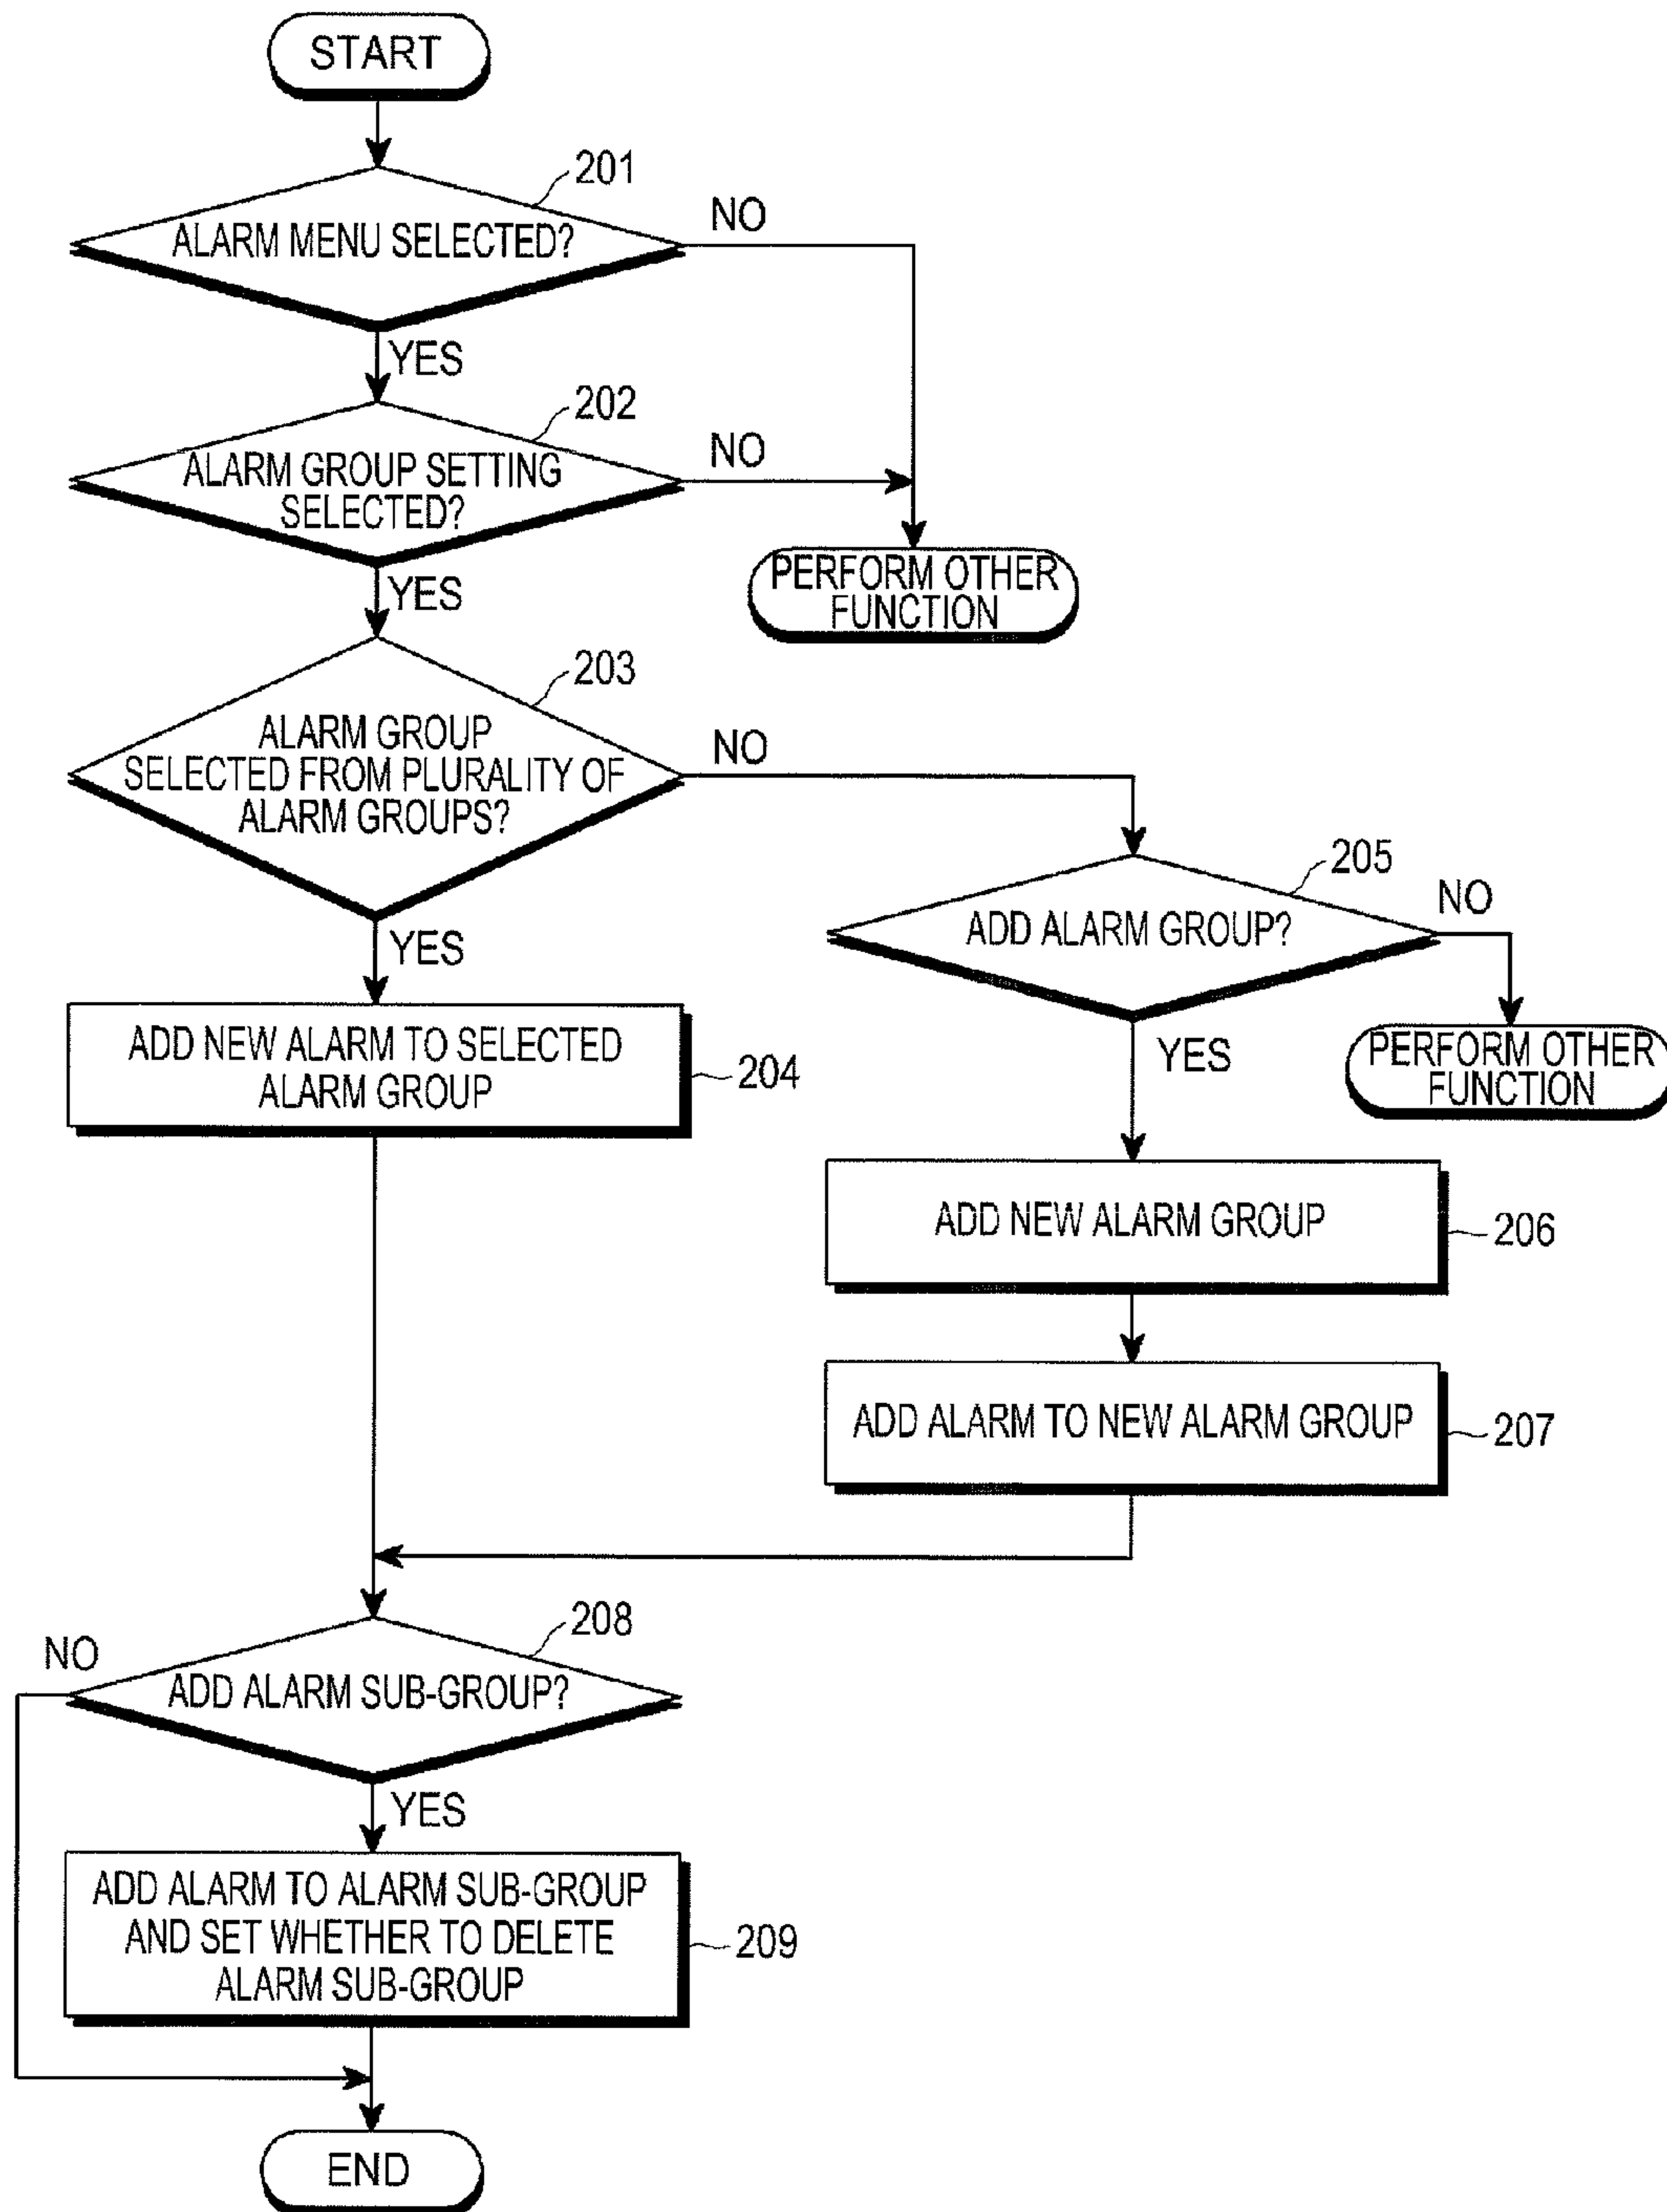 START
201
ALARM MENU SELECTED?
NO
YES
202
ALARM GROUP SETTING
SELECTED?
NO
PERFORM OTHER
FUNCTION
YES
203
ALARM GROUP
SELECTED FROM PLURALITY OF
ALARM GROUPS?
NO
YES
205
ADD ALARM GROUP?
NO
ADD NEW ALARM TO SELECTED
ALARM GROUP
204
YES
PERFORM OTHER
FUNCTION
ADD NEW ALARM GROUP
206
ADD ALARM TO NEW ALARM GROUP
207
208
NO
ADD ALARM SUB-GROUP?
YES
ADD ALARM TO ALARM SUB-GROUP
AND SET WHETHER TO DELETE
ALARM SUB-GROUP
209
END